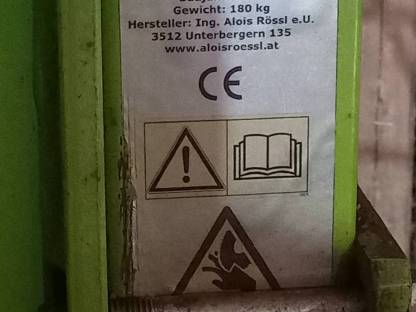 Gewicht: 180 kg
Hersteller: Ing. Alois Rössl e.U.
3512 Unterbergern 135
www.aloisroessl.at
CE